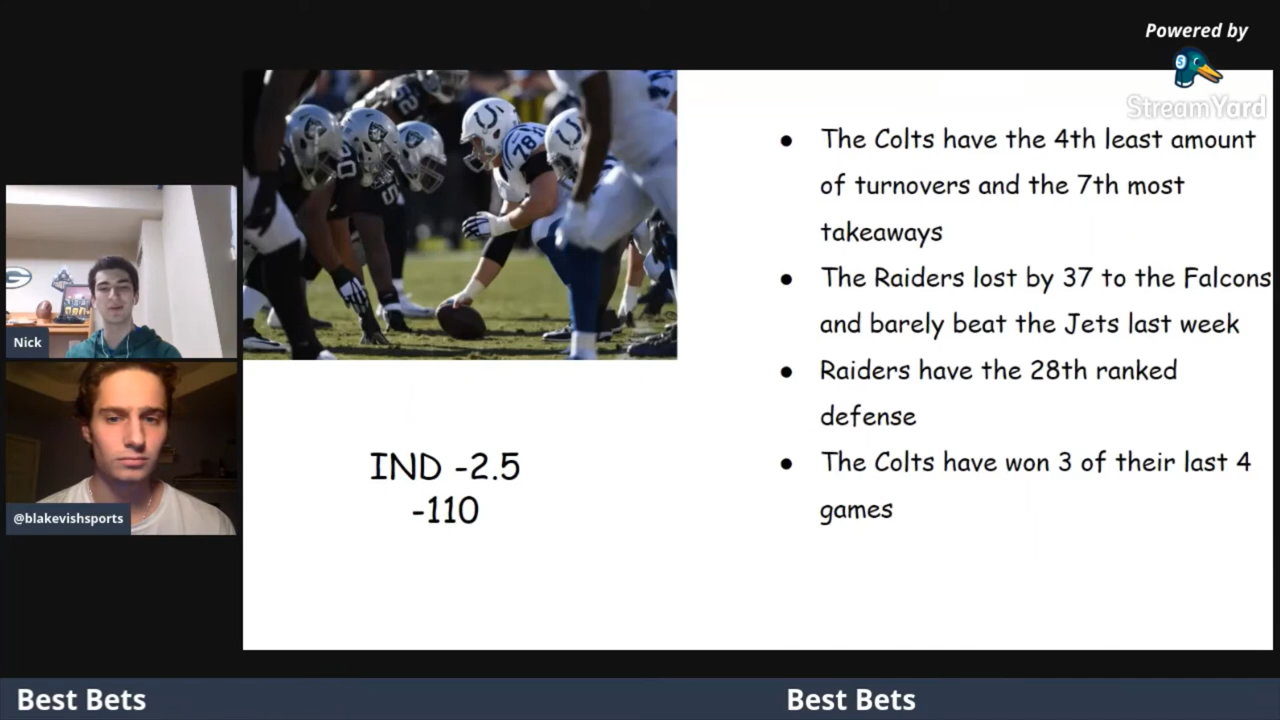 Powered by
StreamYard
The Colts have the 4th least amount
of turnovers and the 7th most
takeaways
The Raiders lost by 37 to the Falcons
and barely beat the Jets last week
Raiders have the 28th ranked
defense
The Colts have won 3 of their last 4
games
IND -2.5
-110
78
Nick
@blakevishsports
Best Bets
Best Bets